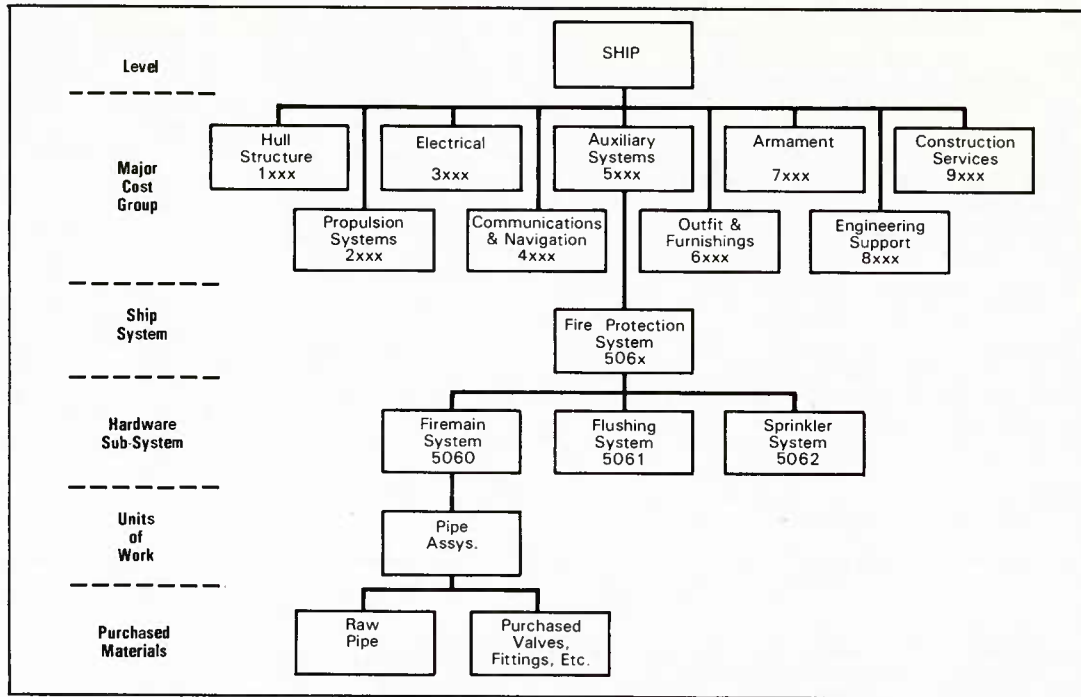 SHIP
Level
Hull
Structure
1xxx
Electrical
3xxx
Auxiliary
Systems
5xxx
Armament
7xxx
Construction
Services
9xxx
Major
Cost
Group
Propulsion
Systems
2xxx
Communications
& Navigation
4xxx
Outfit &
Furnishings
6xxx
Engineering
Support
8xxx
Ship
System
Fire Protection
System
506x
Hardware
Sub-System
Firemain
System
5060
Flushing
System
5061
Sprinkler
System
5062
Units
of
Work
Pipe
Assys.
Purchased
Materials
Raw
Pipe
Purchased
Valves,
Fittings, Etc.